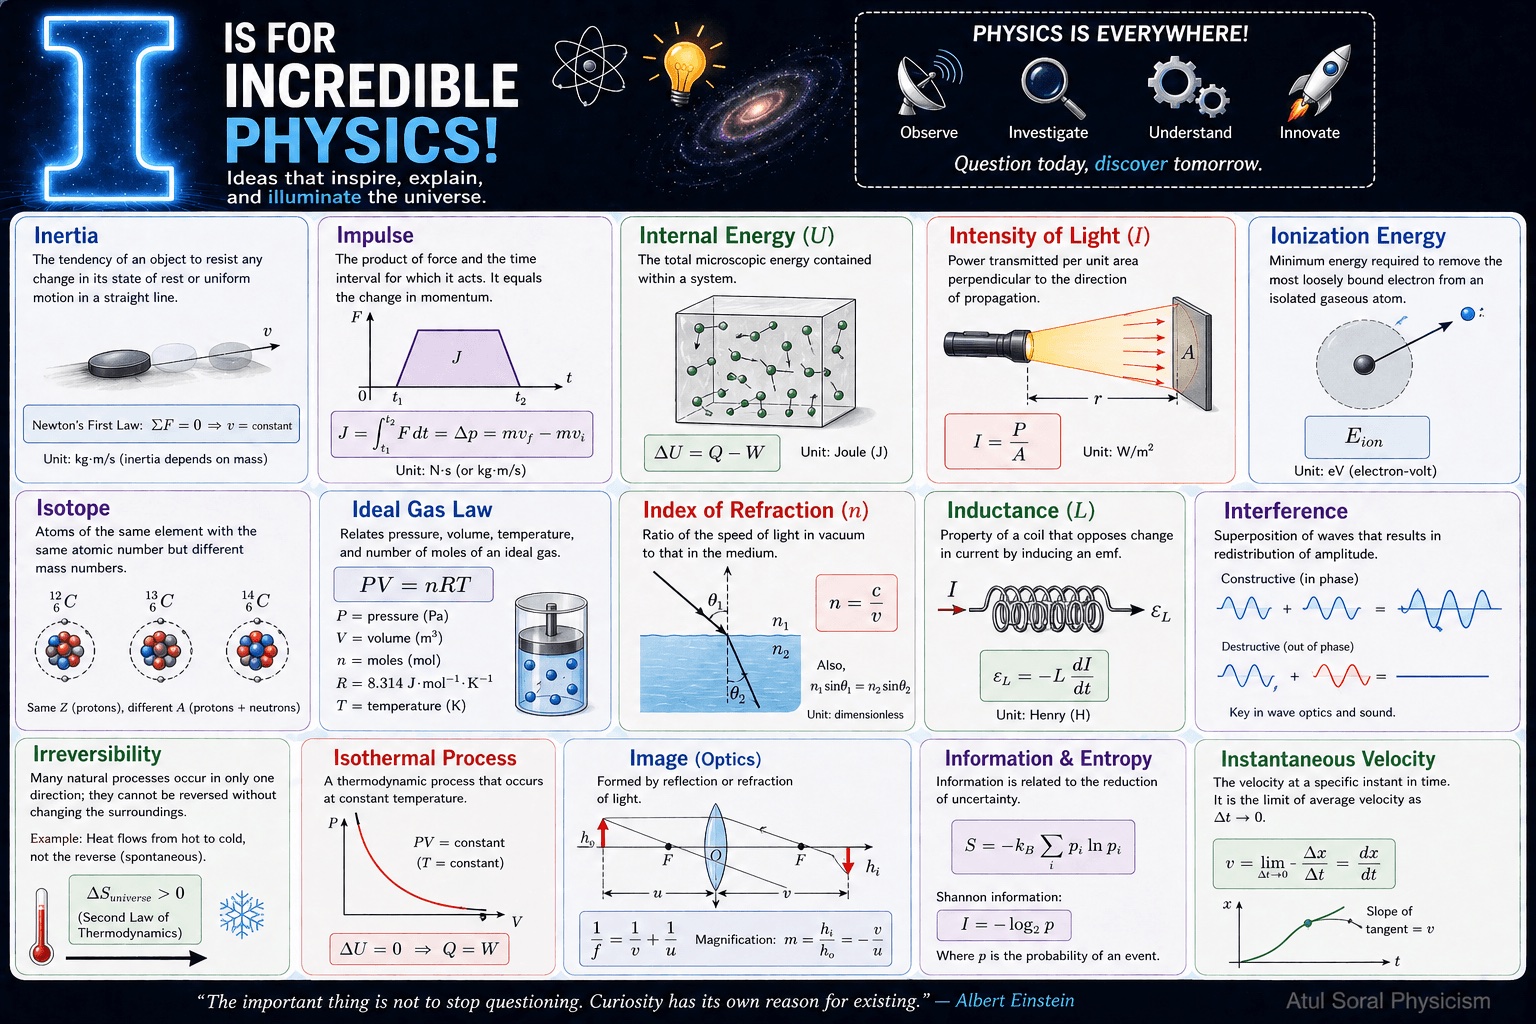 I
IS FOR
INCREDIBLE
PHYSICS!
Ideas that inspire, explain,
and illuminate the universe.
PHYSICS IS EVERYWHERE!
Observe
Investigate
Understand
Innovate
Question today, discover tomorrow.
Inertia
The tendency of an object to resist any
change in its state of rest or uniform
motion in a straight line.
v
Newton's First Law: ΣF = 0 ⇒ v = constant
Unit: kg·m/s (inertia depends on mass)
Impulse
The product of force and the time
interval for which it acts. It equals
the change in momentum.
F
J
0 t₁ t₂ t
J = ∫_{t₁}^{t₂} F dt = Δp = mv_f − mv_i
Unit: N·s (or kg·m/s)
Internal Energy (U)
The total microscopic energy contained
within a system.
ΔU = Q − W Unit: Joule (J)
Intensity of Light (I)
Power transmitted per unit area
perpendicular to the direction
of propagation.
A
r
I = P/A Unit: W/m²
Ionization Energy
Minimum energy required to remove the
most loosely bound electron from an
isolated gaseous atom.
E_ion
Unit: eV (electron-volt)
Isotope
Atoms of the same element with the
same atomic number but different
mass numbers.
¹²₆C ¹³₆C ¹⁴₆C
Same Z (protons), different A (protons + neutrons)
Ideal Gas Law
Relates pressure, volume, temperature,
and number of moles of an ideal gas.
PV = nRT
P = pressure (Pa)
V = volume (m³)
n = moles (mol)
R = 8.314 J·mol⁻¹·K⁻¹
T = temperature (K)
Index of Refraction (n)
Ratio of the speed of light in vacuum
to that in the medium.
θ₁
n₁
n₂
θ₂
n = c/v
Also,
n₁ sinθ₁ = n₂ sinθ₂
Unit: dimensionless
Inductance (L)
Property of a coil that opposes change
in current by inducing an emf.
I
ε_L
ε_L = −L dI/dt
Unit: Henry (H)
Interference
Superposition of waves that results in
redistribution of amplitude.
Constructive (in phase)
+ =
Destructive (out of phase)
+ =
Key in wave optics and sound.
Irreversibility
Many natural processes occur in only one
direction; they cannot be reversed without
changing the surroundings.
Example: Heat flows from hot to cold,
not the reverse (spontaneous).
ΔS_universe > 0
(Second Law of
Thermodynamics)
Isothermal Process
A thermodynamic process that occurs
at constant temperature.
P
PV = constant
(T = constant)
V
ΔU = 0 ⇒ Q = W
Image (Optics)
Formed by reflection or refraction
of light.
h_o
F O F
h_i
u v
1/f = 1/v + 1/u Magnification: m = h_i/h_o = − v/u
Information & Entropy
Information is related to the reduction
of uncertainty.
S = −k_B Σ_i p_i ln p_i
Shannon information:
I = − log₂ p
Where p is the probability of an event.
Instantaneous Velocity
The velocity at a specific instant in time.
It is the limit of average velocity as
Δt → 0.
v = lim_{Δt→0} - Δx/Δt = dx/dt
x
Slope of
tangent = v
t
“The important thing is not to stop questioning. Curiosity has its own reason for existing.” — Albert Einstein
Atul Soral Physicism